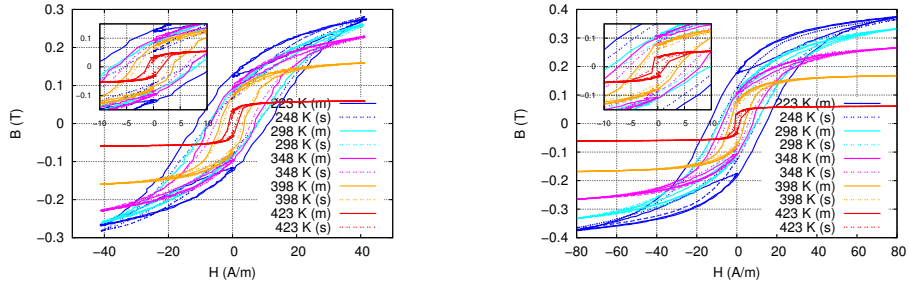 0.3
0.2
0.1
0
−0.1
−0.2
−0.3
B (T)
−40
−20
0
20
40
H (A/m)
0.1
0
-0.1
-10
-5
0
5
10
223 K (m)
248 K (s)
298 K (m)
298 K (s)
348 K (m)
348 K (s)
398 K (m)
398 K (s)
423 K (m)
423 K (s)
0.4
0.3
0.2
0.1
0
−0.1
−0.2
−0.3
−0.4
B (T)
−80
−60
−40
−20
0
20
40
60
80
H (A/m)
0.1
0
-0.1
-10
-5
0
5
10
223 K (m)
248 K (s)
298 K (m)
298 K (s)
348 K (m)
348 K (s)
398 K (m)
398 K (s)
423 K (m)
423 K (s)